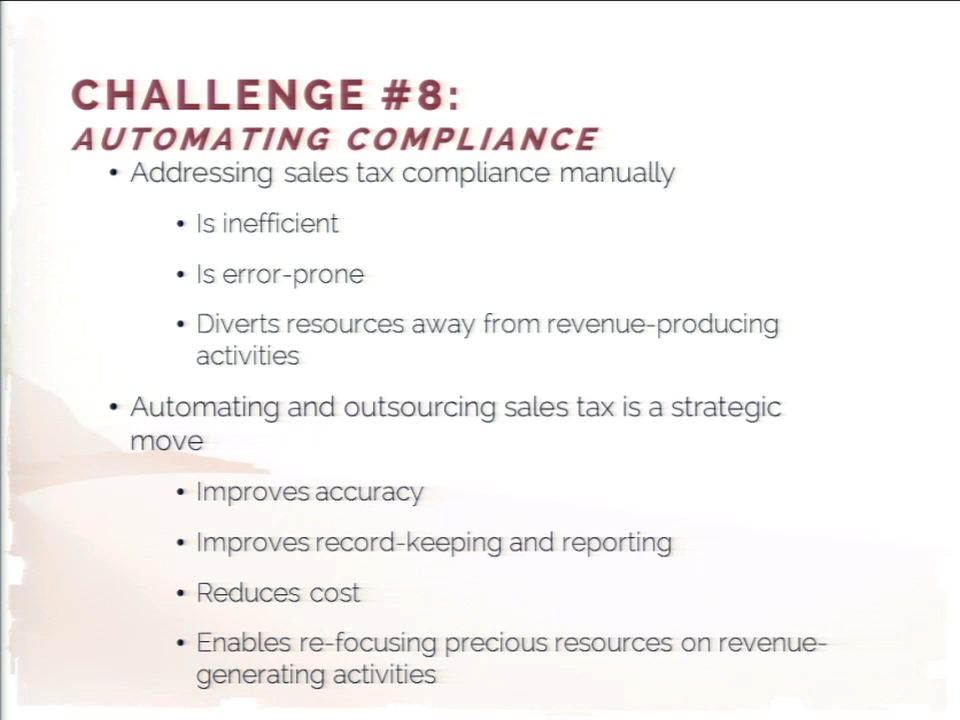 CHALLENGE #8:
AUTOMATING COMPLIANCE
• Addressing sales tax compliance manually
• Is inefficient
• Is error-prone
• Diverts resources away from revenue-producing
activities
• Automating and outsourcing sales tax is a strategic
move
• Improves accuracy
• Improves record-keeping and reporting
• Reduces cost
• Enables re-focusing precious resources on revenue-
generating activities